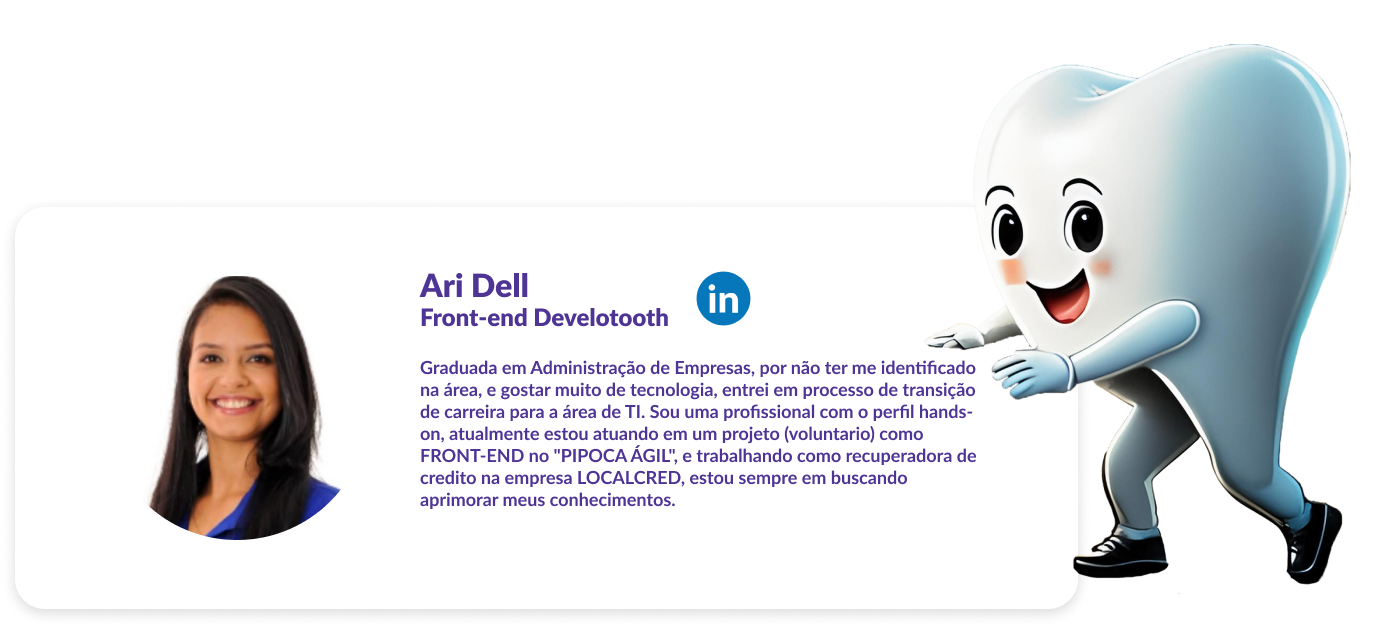 Ari Dell
in
Front-end Develotooth
Graduada em Administração de Empresas, por não ter me identificado
na área, e gostar muito de tecnologia, entrei em processo de transição
de carreira para a área de TI. Sou uma profissional com o perfil hands-
on, atualmente estou atuando em um projeto (voluntario) como
FRONT-END no "PIPOCA ÁGIL", e trabalhando como recuperadora de
credito na empresa LOCALCRED, estou sempre em buscando
aprimorar meus conhecimentos.